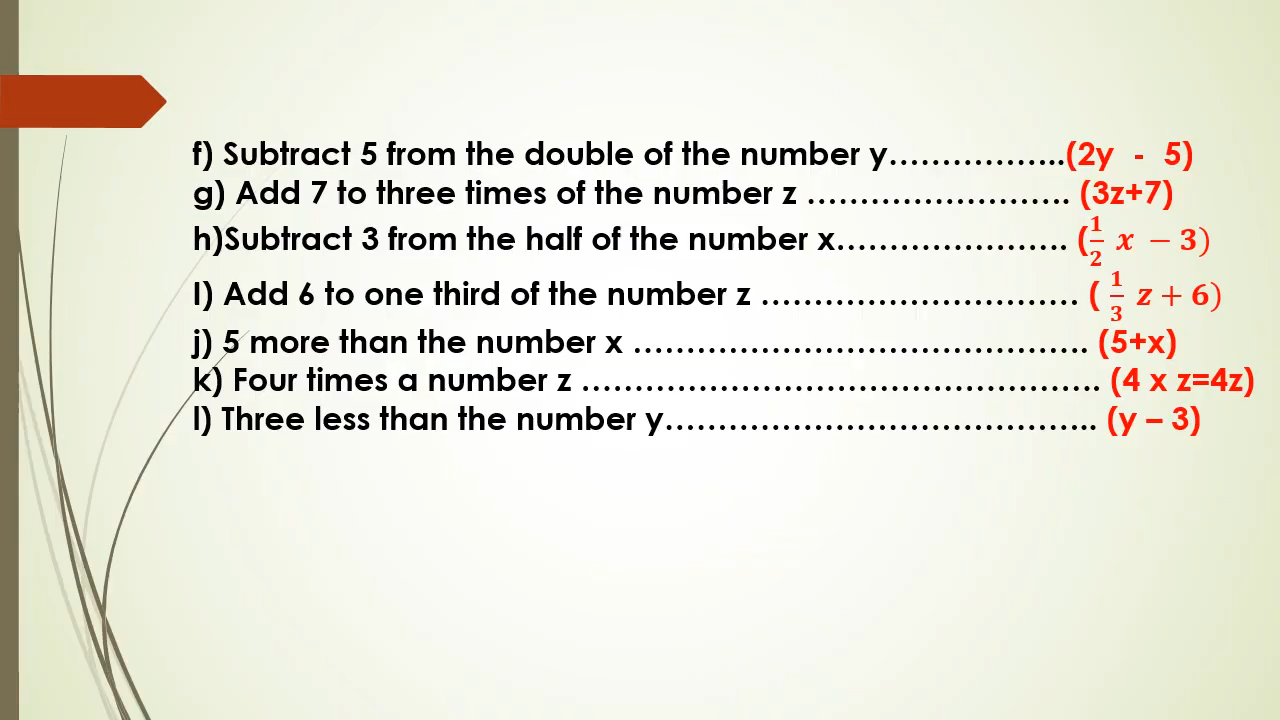 f) Subtract 5 from the double of the number y……………..(2y - 5)
g) Add 7 to three times of the number z ……………………. (3z+7)
h)Subtract 3 from the half of the number x…………………. (1/2 x − 3)
I) Add 6 to one third of the number z ………………………… ( 1/3 z + 6)
j) 5 more than the number x ……………………………………. (5+x)
k) Four times a number z …………………………………………. (4 x z=4z)
l) Three less than the number y………………………………….. (y – 3)